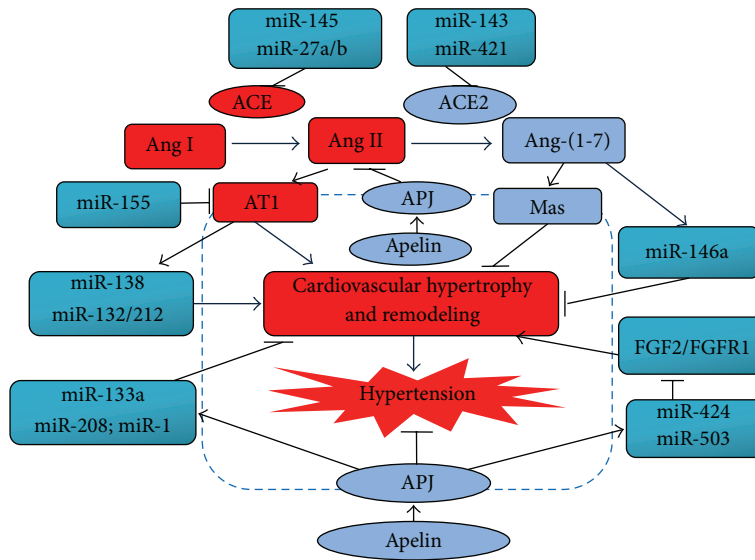 miR-145
miR-27a/b
miR-143
miR-421
ACE
ACE2
Ang I
Ang II
Ang-(1-7)
miR-155
AT1
APJ
Mas
Apelin
miR-146a
miR-138
miR-132/212
Cardiovascular hypertrophy
and remodeling
FGF2/FGFR1
miR-133a
miR-208; miR-1
Hypertension
miR-424
miR-503
APJ
Apelin